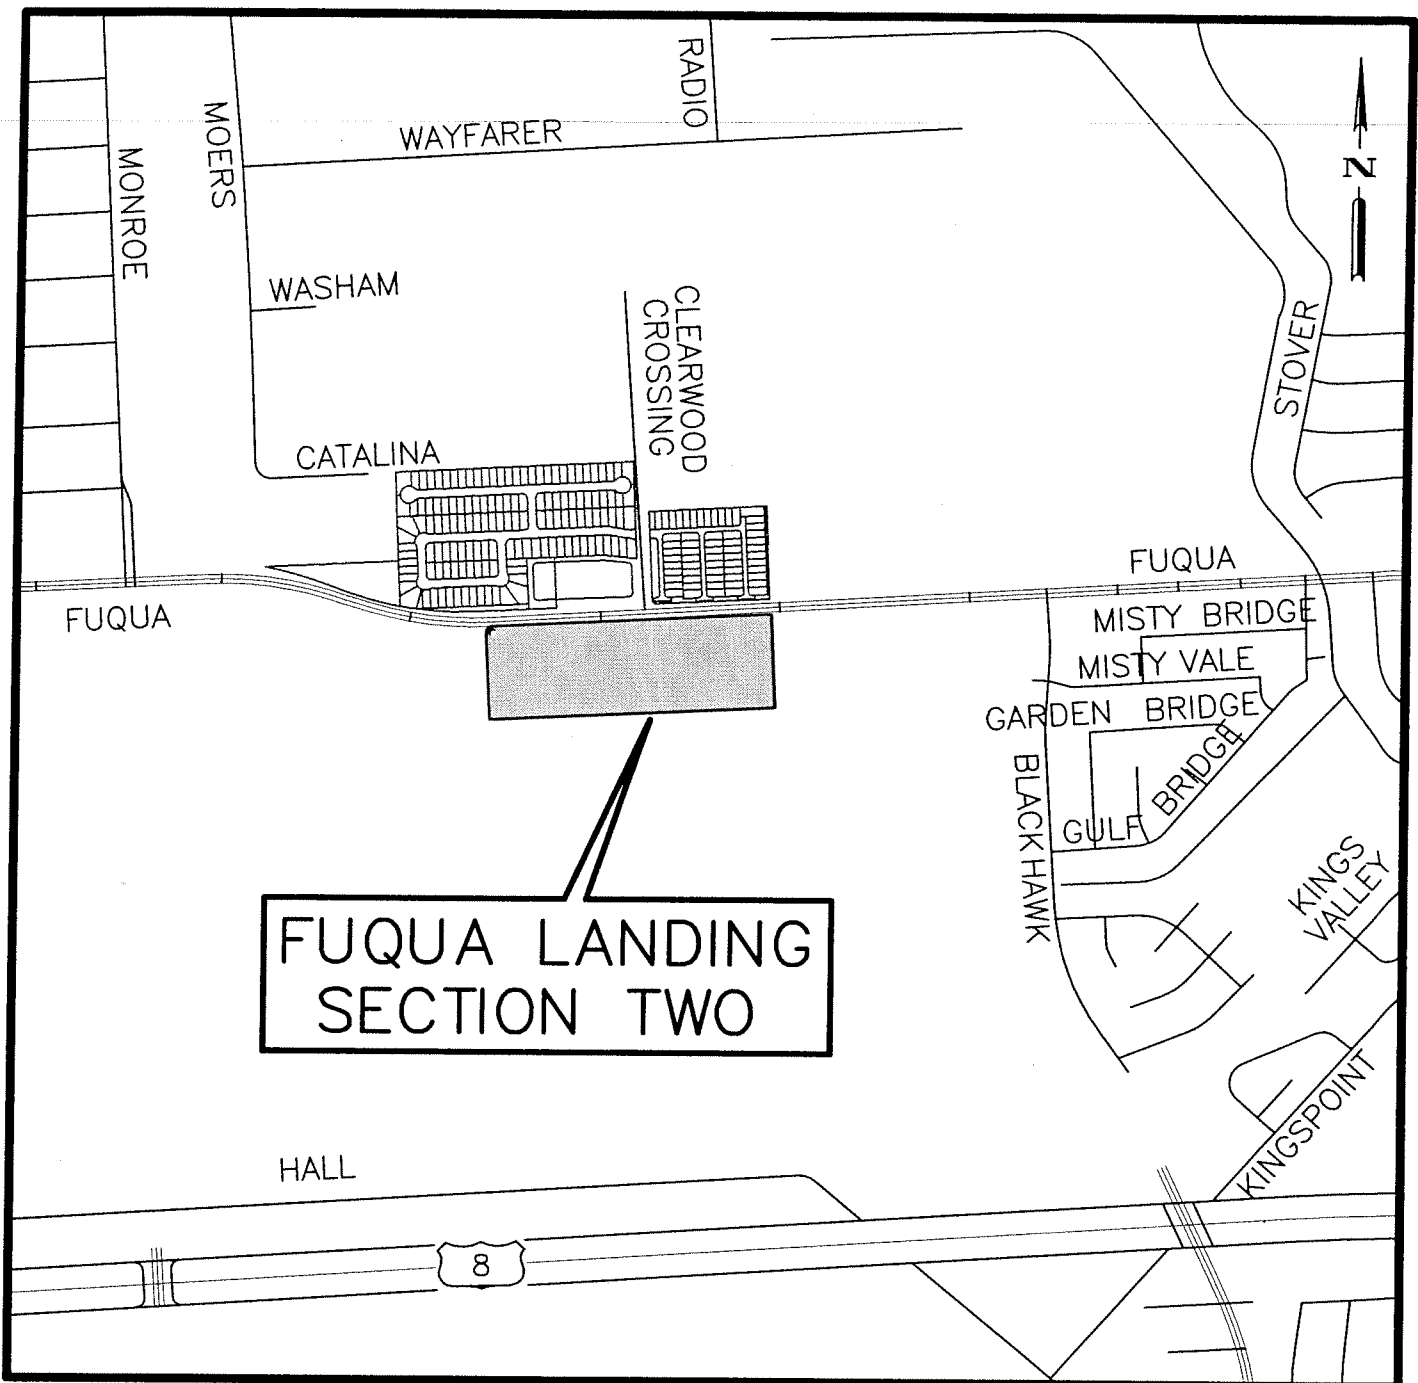 RADIO
MOERS
WAYFARER
N
MONROE
WASHAM
CLEARWOOD
CROSSING
STOVER
CATALINA
FUQUA
FUQUA
MISTY BRIDGE
MISTY VALE
GARDEN BRIDGE
BLACKHAWK
GULF BRIDGE
KINGS
VALLEY
FUQUA LANDING
SECTION TWO
KINGSPOINT
HALL
8